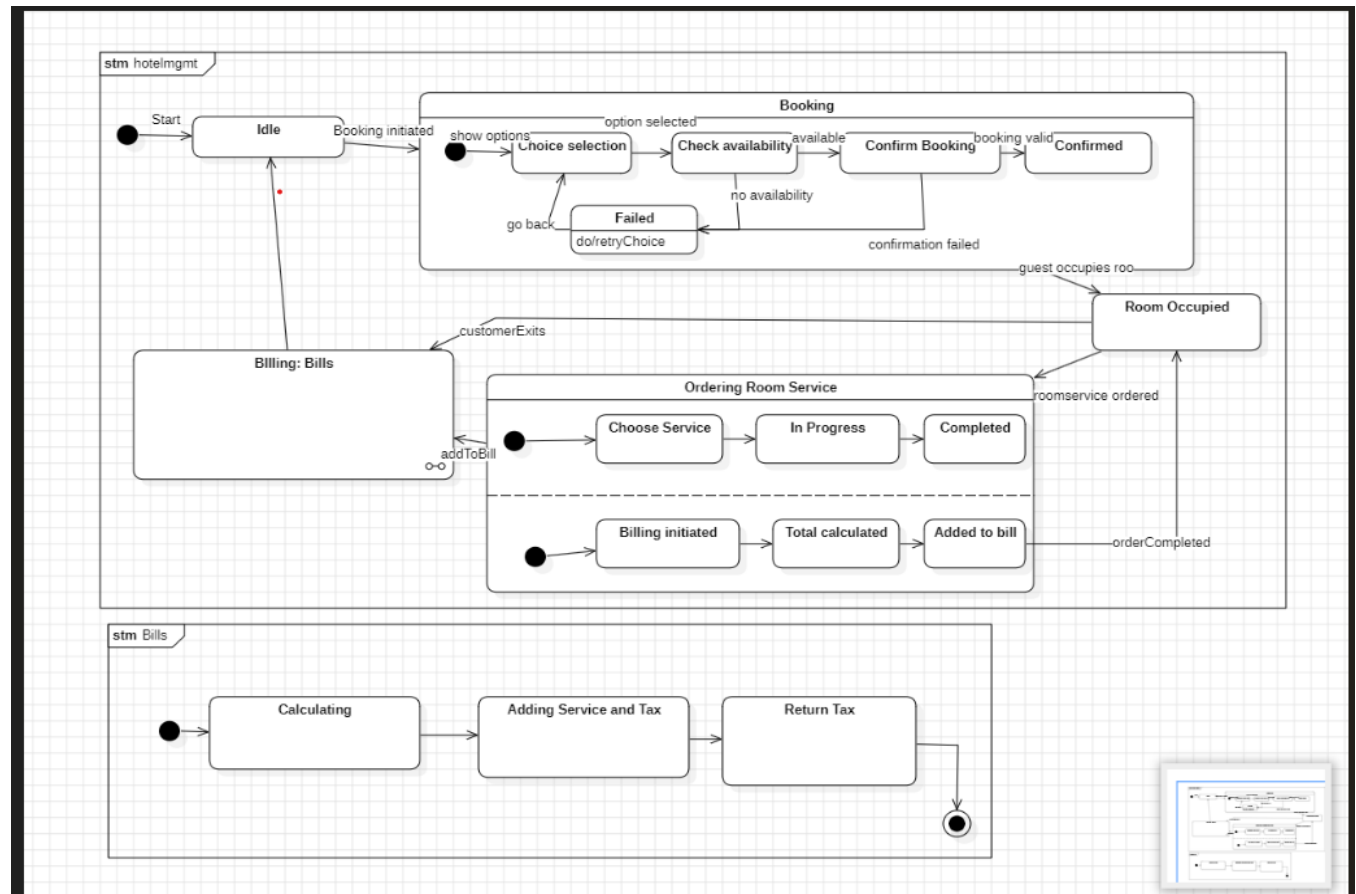 stm hotelmgmt
Start
Idle
Booking initiated
Booking
show options
option selected
Choice selection
Check availability
available
Confirm Booking
booking valid
Confirmed
no availability
go back
Failed
do/retryChoice
confirmation failed
guest occupies roo
Room Occupied
customerExits
BIlling: Bills
Ordering Room Service
roomservice ordered
Choose Service
In Progress
Completed
addToBill
Billing initiated
Total calculated
Added to bill
orderCompleted
stm Bills
Calculating
Adding Service and Tax
Return Tax